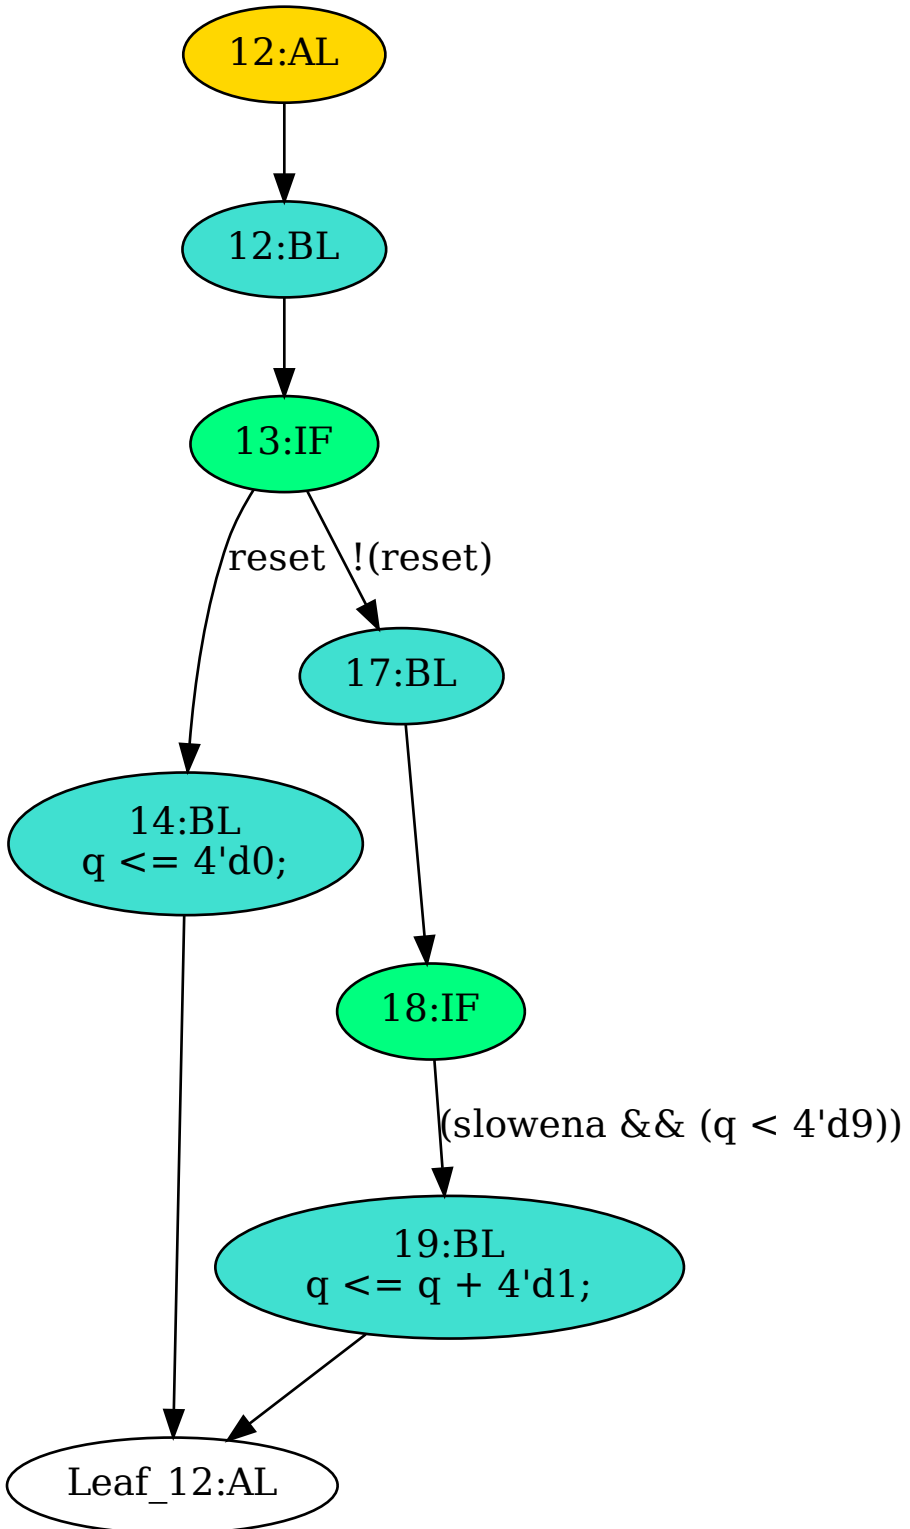 12:AL
12:BL
13:IF
reset
!(reset)
17:BL
14:BL
q <= 4'd0;
18:IF
(slowena && (q < 4'd9))
19:BL
q <= q + 4'd1;
Leaf_12:AL